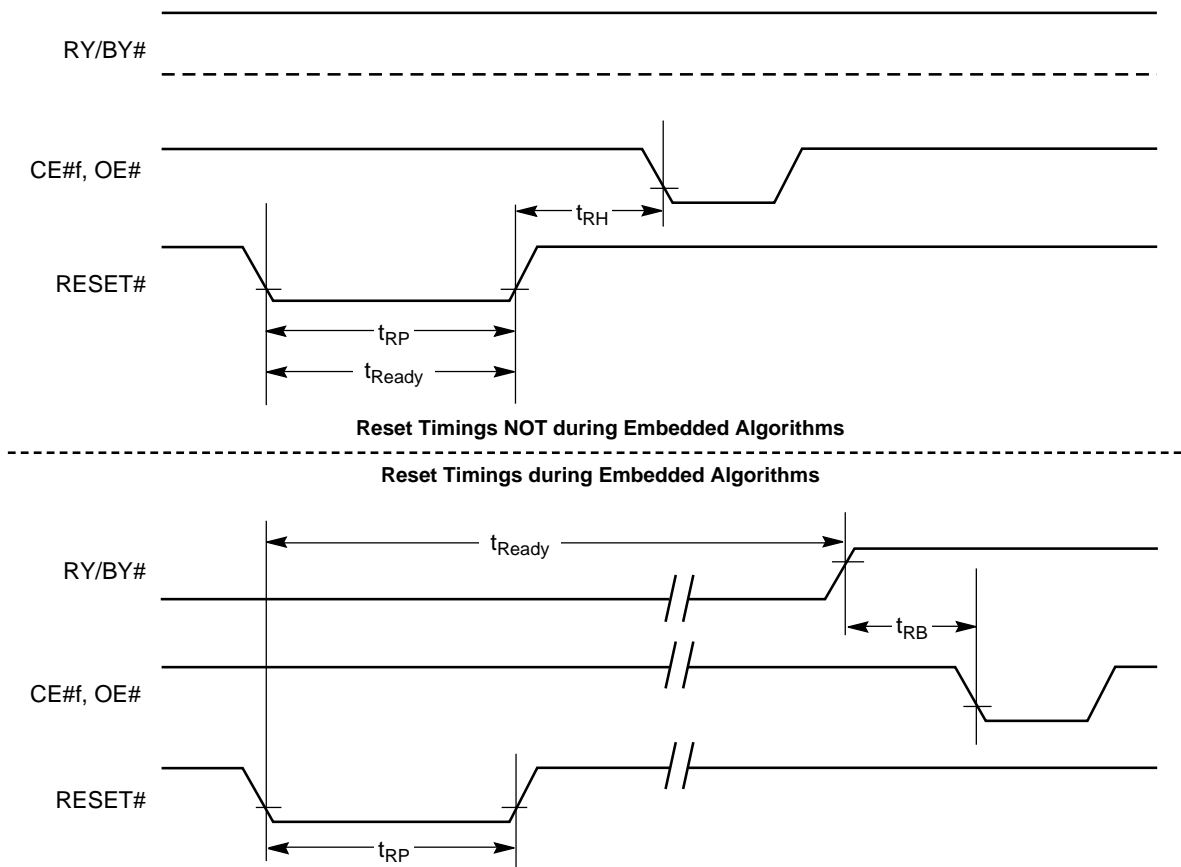 RY/BY#
CE#f, OE#
tRH
RESET#
tRP
tReady
Reset Timings NOT during Embedded Algorithms
Reset Timings during Embedded Algorithms
tReady
RY/BY#
tRB
CE#f, OE#
RESET#
tRP